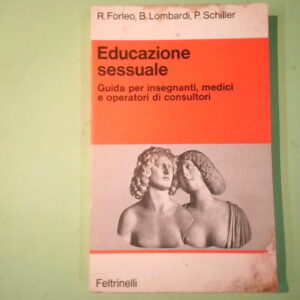 R. Forleo, B. Lombardi, P. Schiller
Educazione
sessuale
Guida per insegnanti, medici
e operatori di consultori
Feltrinelli